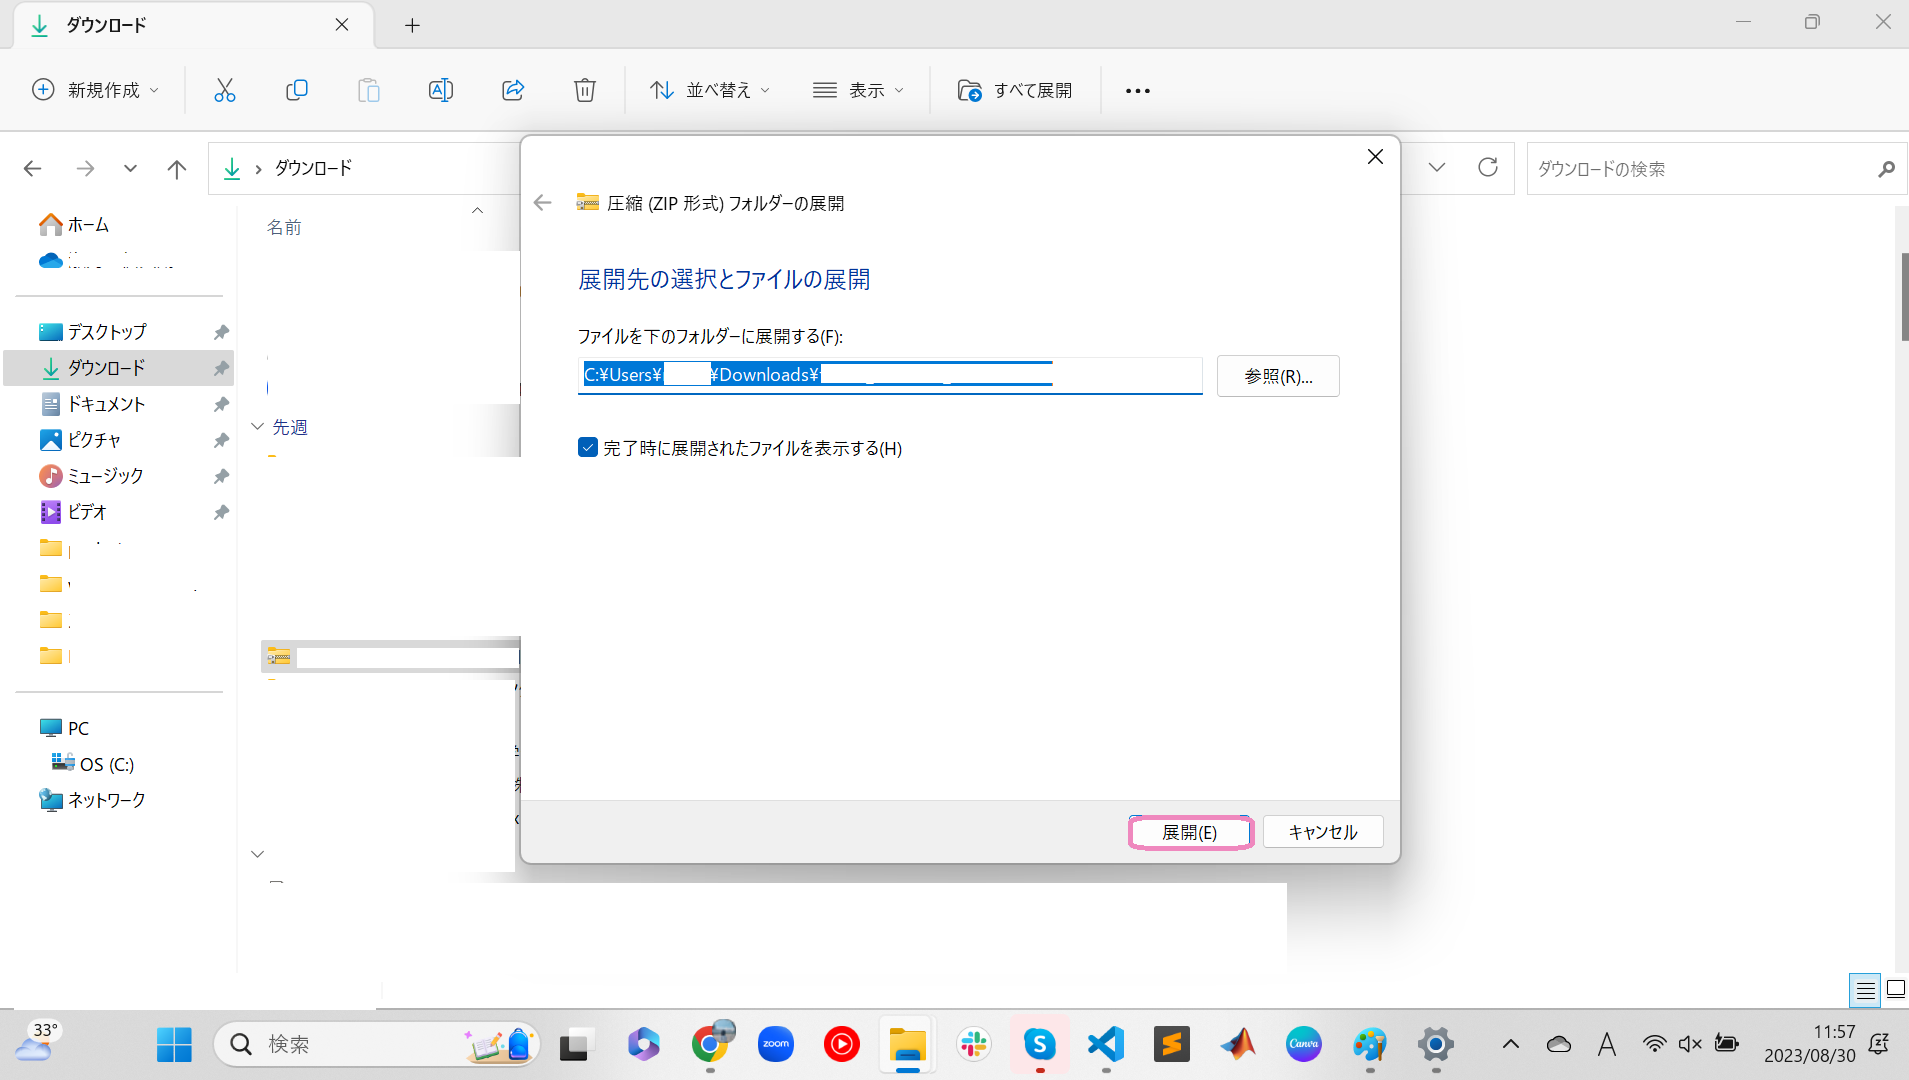 ダウンロード
新規作成
並べ替え
表示
すべて展開
ダウンロード
ダウンロードの検索
ホーム
デスクトップ
ダウンロード
ドキュメント
ピクチャ
ミュージック
ビデオ
PC
OS (C:)
ネットワーク
名前
先週
圧縮 (ZIP 形式) フォルダーの展開
展開先の選択とファイルの展開
ファイルを下のフォルダーに展開する(F):
C:¥Users¥ ¥Downloads¥
参照(R)...
完了時に展開されたファイルを表示する(H)
展開(E)
キャンセル
33°
検索
zoom
Canva
A
11:57
2023/08/30